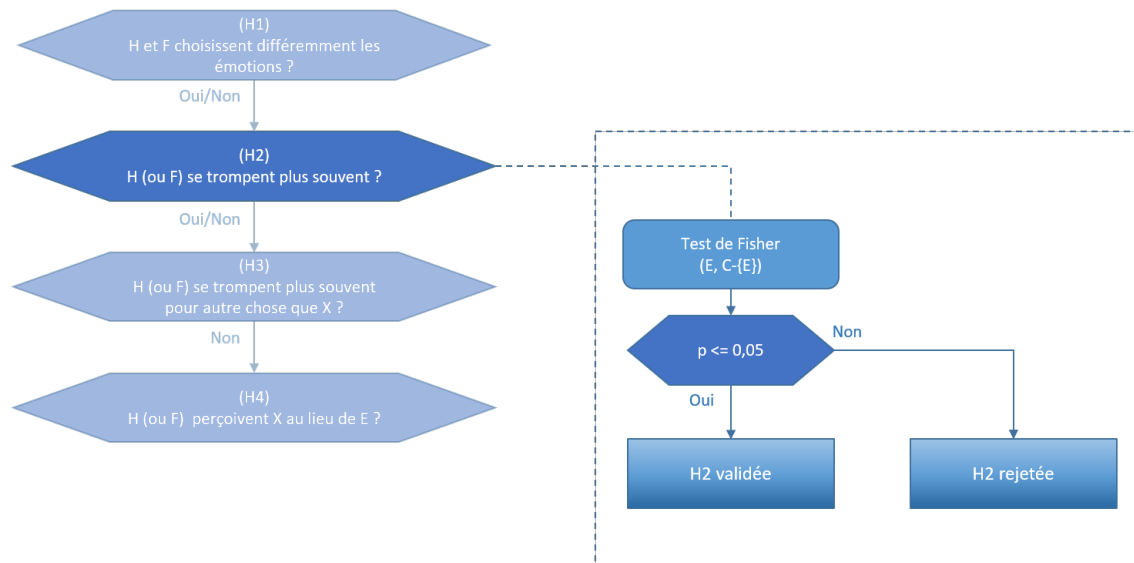 (H1)
H et F choisissent différemment les
émotions ?
Oui/Non
(H2)
H (ou F) se trompent plus souvent ?
Oui/Non
(H3)
H (ou F) se trompent plus souvent
pour autre chose que X ?
Non
(H4)
H (ou F)  perçoivent X au lieu de E ?
Test de Fisher
(E, C-{E})
p <= 0,05
Non
Oui
H2 validée
H2 rejetée